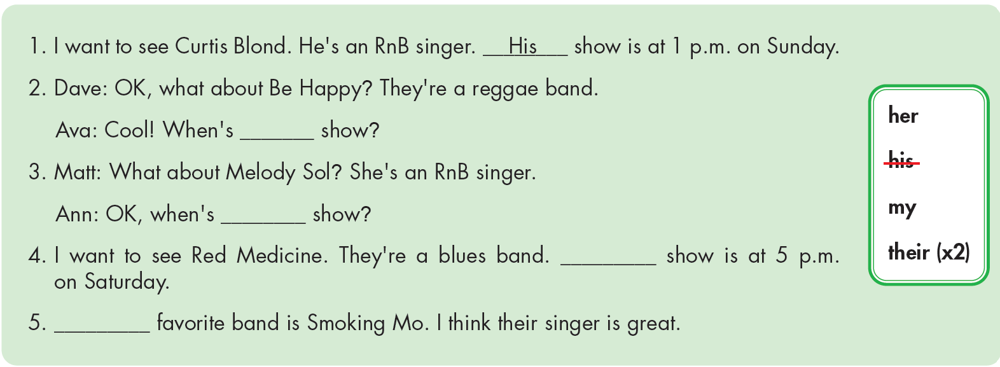 1. I want to see Curtis Blond. He's an RnB singer. __His___ show is at 1 p.m. on Sunday.
2. Dave: OK, what about Be Happy? They're a reggae band.
Ava: Cool! When's _______ show?
3. Matt: What about Melody Sol? She's an RnB singer.
Ann: OK, when's ________ show?
4. I want to see Red Medicine. They're a blues band. _________ show is at 5 p.m.
on Saturday.
5. _________ favorite band is Smoking Mo. I think their singer is great.
her
his
my
their (x2)